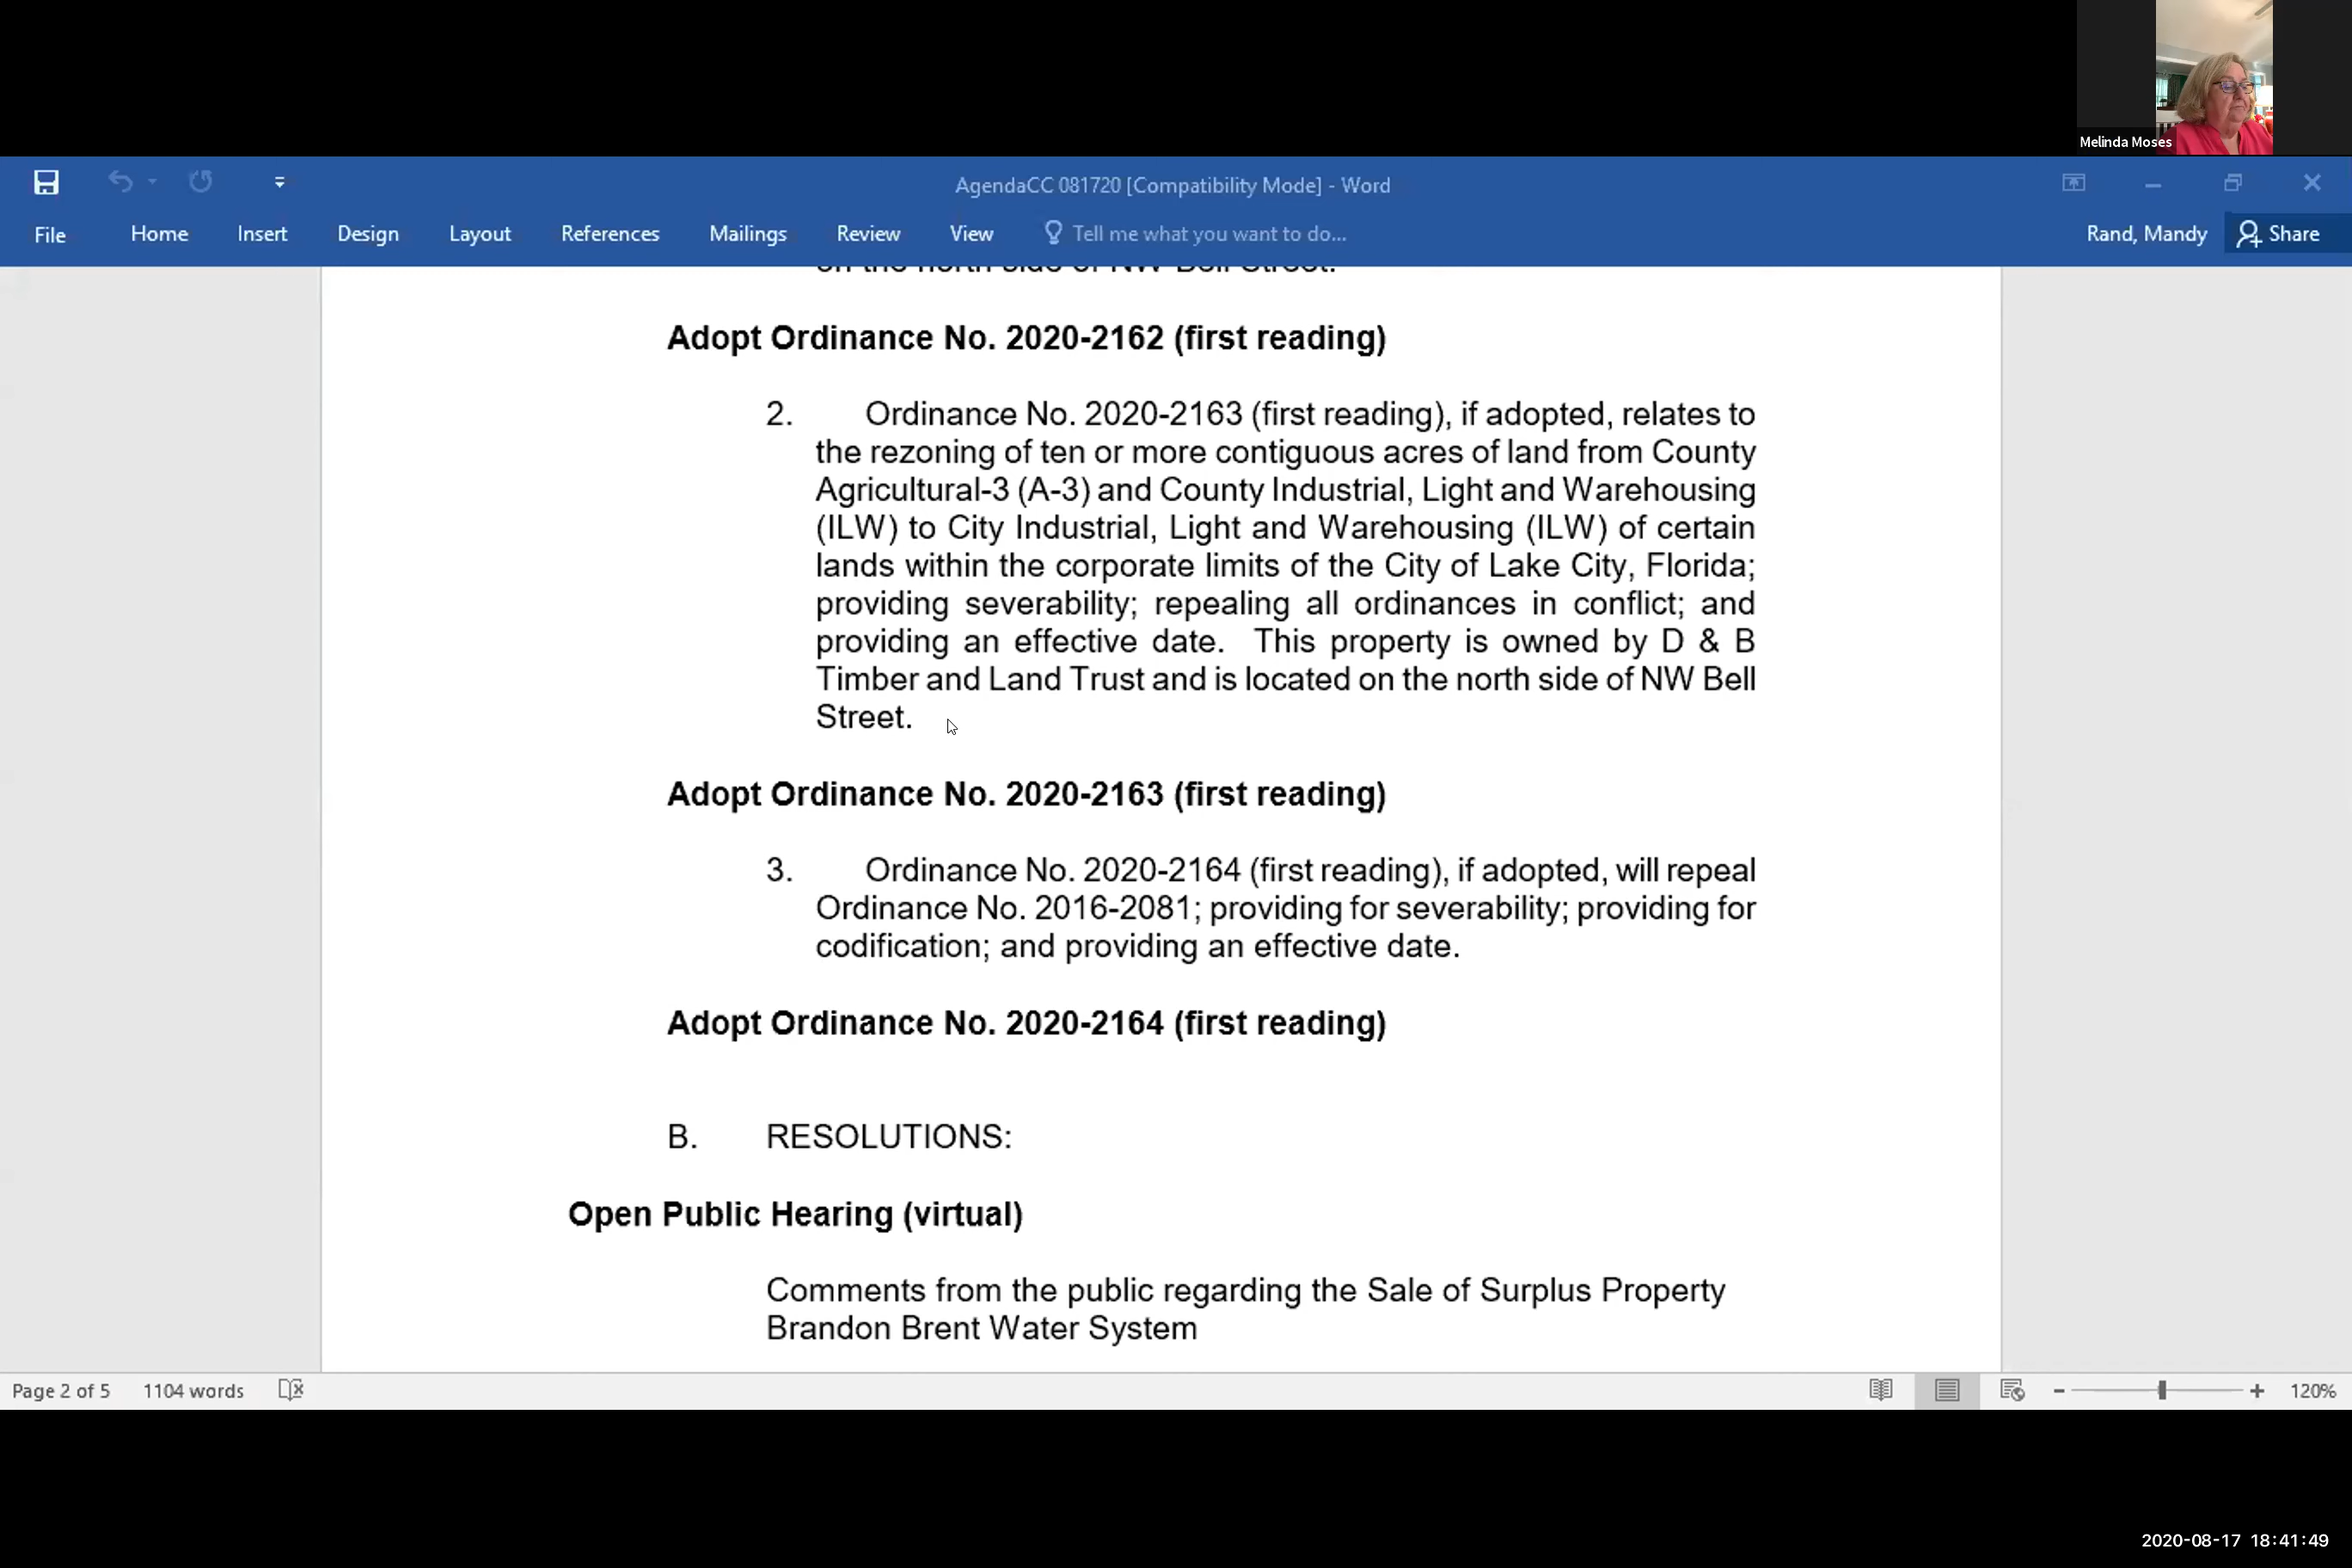 Melinda Moses
AgendaCC 081720 [Compatibility Mode] - Word
File Home Insert Design Layout References Mailings Review View Tell me what you want to do... Rand, Mandy Share
on the north side of NW Bell Street.
Adopt Ordinance No. 2020-2162 (first reading)
2. Ordinance No. 2020-2163 (first reading), if adopted, relates to
the rezoning of ten or more contiguous acres of land from County
Agricultural-3 (A-3) and County Industrial, Light and Warehousing
(ILW) to City Industrial, Light and Warehousing (ILW) of certain
lands within the corporate limits of the City of Lake City, Florida;
providing severability; repealing all ordinances in conflict; and
providing an effective date. This property is owned by D & B
Timber and Land Trust and is located on the north side of NW Bell
Street.
Adopt Ordinance No. 2020-2163 (first reading)
3. Ordinance No. 2020-2164 (first reading), if adopted, will repeal
Ordinance No. 2016-2081; providing for severability; providing for
codification; and providing an effective date.
Adopt Ordinance No. 2020-2164 (first reading)
B. RESOLUTIONS:
Open Public Hearing (virtual)
Comments from the public regarding the Sale of Surplus Property
Brandon Brent Water System
Page 2 of 5 1104 words 120%
2020-08-17 18:41:49